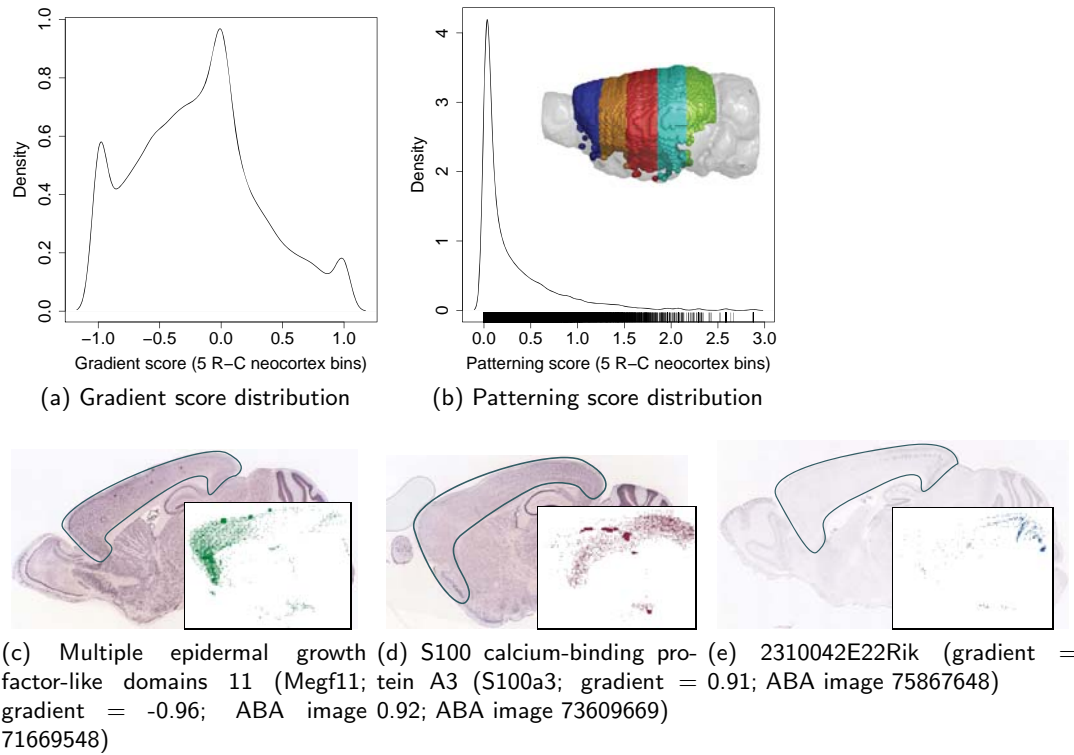 Density
0.0 0.2 0.4 0.6 0.8 1.0
−1.0 −0.5 0.0 0.5 1.0
Gradient score (5 R−C neocortex bins)
(a) Gradient score distribution
Density
0 1 2 3 4
0.0 0.5 1.0 1.5 2.0 2.5 3.0
Patterning score (5 R−C neocortex bins)
(b) Patterning score distribution
(c) Multiple epidermal growth
factor-like domains 11 (Megf11;
gradient = -0.96; ABA image
71669548)
(d) S100 calcium-binding pro-
tein A3 (S100a3; gradient =
0.92; ABA image 73609669)
(e) 2310042E22Rik (gradient =
0.91; ABA image 75867648)